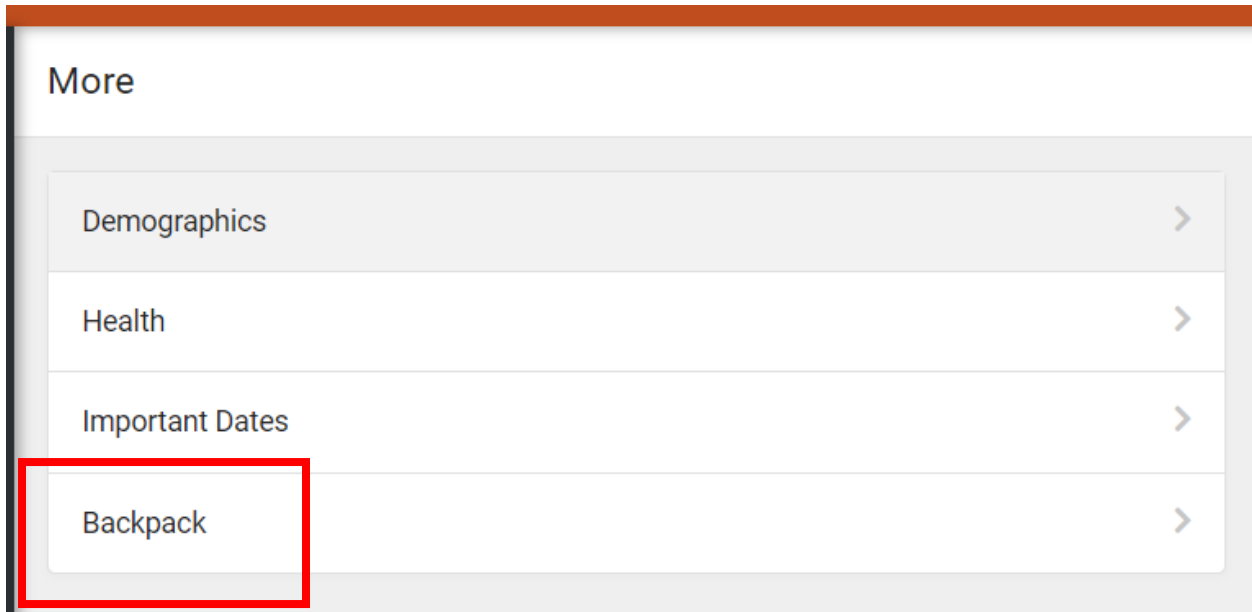 More
Demographics
Health
Important Dates
Backpack